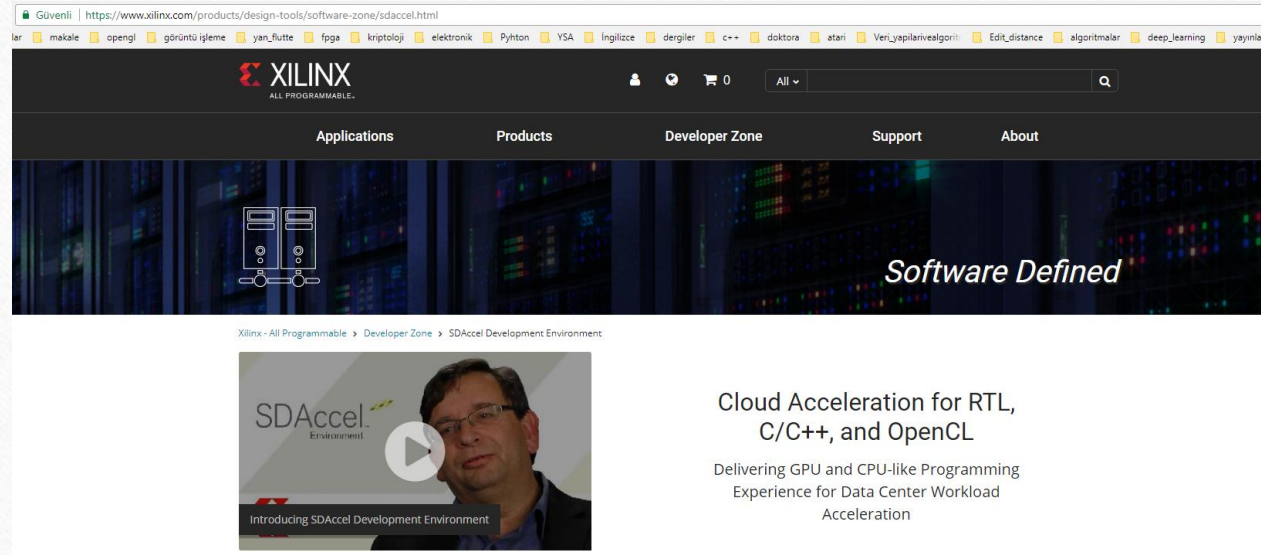 Güvenli | https://www.xilinx.com/products/design-tools/software-zone/sdaccel.html
lar makale opengl görüntü işleme yan_flutte fpga kriptoloji elektronik Pyhton YSA İngilizce dergiler c++ doktora atari Veri_yapilarivealgorit Edit_distance algoritmalar deep_learning yayınla
XILINX
ALL PROGRAMMABLE™
0 All
Applications Products Developer Zone Support About
Software Defined
Xilinx - All Programmable > Developer Zone > SDAccel Development Environment
SDAccel™
Environment
Introducing SDAccel Development Environment
Cloud Acceleration for RTL,
C/C++, and OpenCL
Delivering GPU and CPU-like Programming
Experience for Data Center Workload
Acceleration